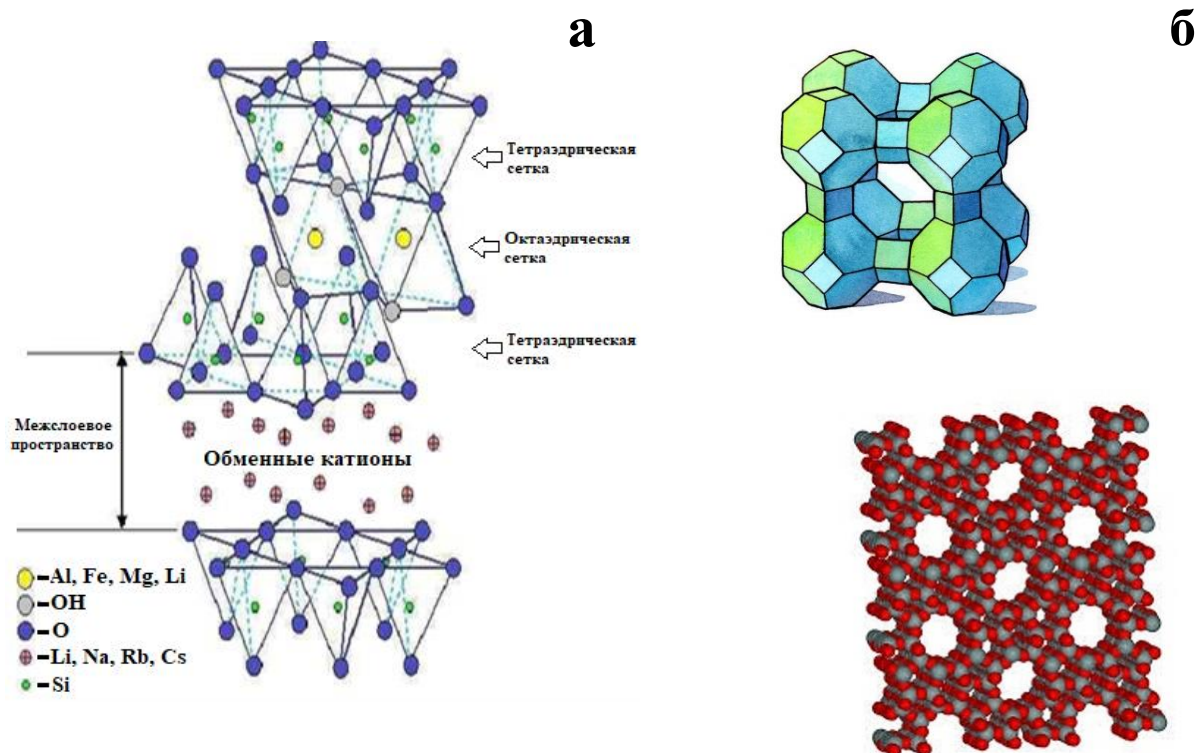 а
б
Тетраэдрическая
сетка
Октаэдрическая
сетка
Тетраэдрическая
сетка
Межслоевое
пространство
Обменные катионы
–Al, Fe, Mg, Li
–OH
–O
–Li, Na, Rb, Cs
–Si